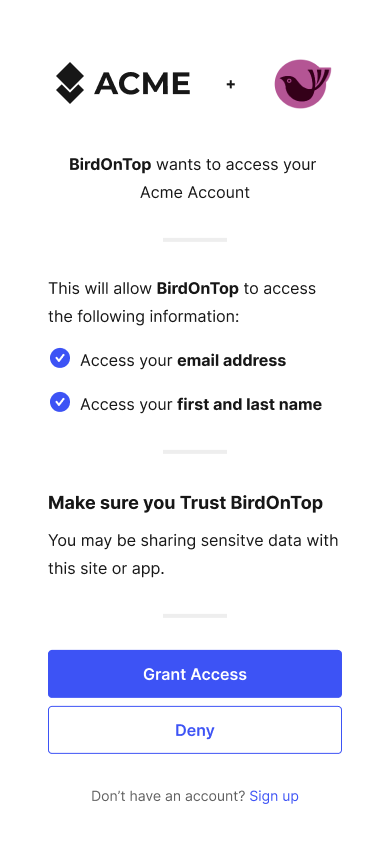 ACME +
BirdOnTop wants to access your
Acme Account
This will allow BirdOnTop to access
the following information:
Access your email address
Access your first and last name
Make sure you Trust BirdOnTop
You may be sharing sensitve data with
this site or app.
Grant Access
Deny
Don’t have an account? Sign up